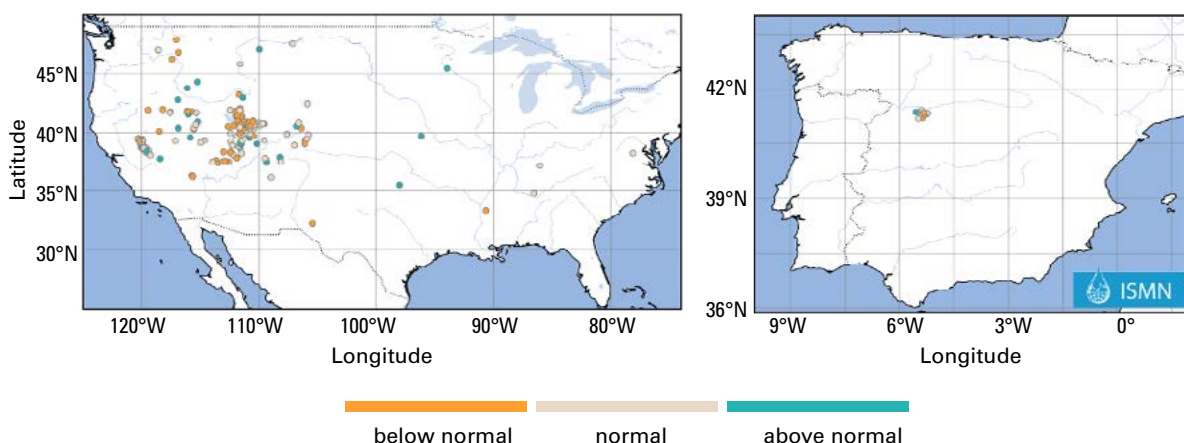 Latitude
45°N
40°N
35°N
30°N
120°W
110°W
100°W
90°W
80°W
Longitude
42°N
39°N
36°N
9°W
6°W
3°W
0°
Longitude
ISMN
below normal
normal
above normal